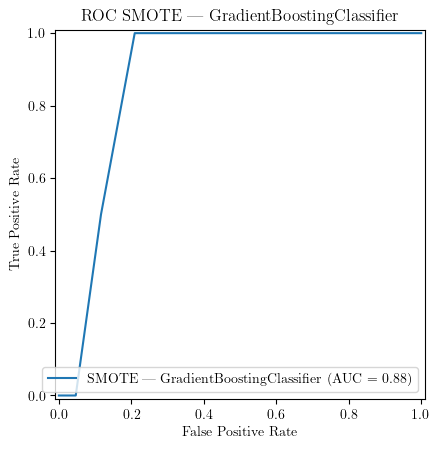 ROC SMOTE — GradientBoostingClassifier
1.0
0.8
0.6
0.4
0.2
0.0
True Positive Rate
SMOTE — GradientBoostingClassifier (AUC = 0.88)
0.0 0.2 0.4 0.6 0.8 1.0
False Positive Rate